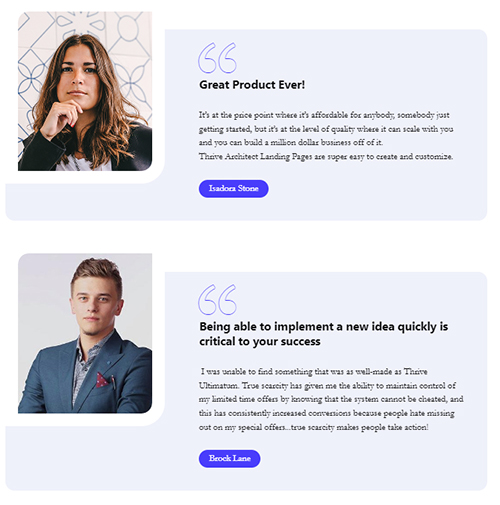 Great Product Ever!
It's at the price point where it's affordable for anybody, somebody just
getting started, but it's at the level of quality where it can scale with you
and you can build a million dollar business off of it.
Thrive Architect Landing Pages are super easy to create and customize.
Isadora Stone
Being able to implement a new idea quickly is
critical to your success
I was unable to find something that was as well-made as Thrive
Ultimatum. True scarcity has given me the ability to maintain control of
my limited time offers by knowing that the system cannot be cheated, and
this has consistently increased conversions because people hate missing
out on my special offers...true scarcity makes people take action!
Brock Lane